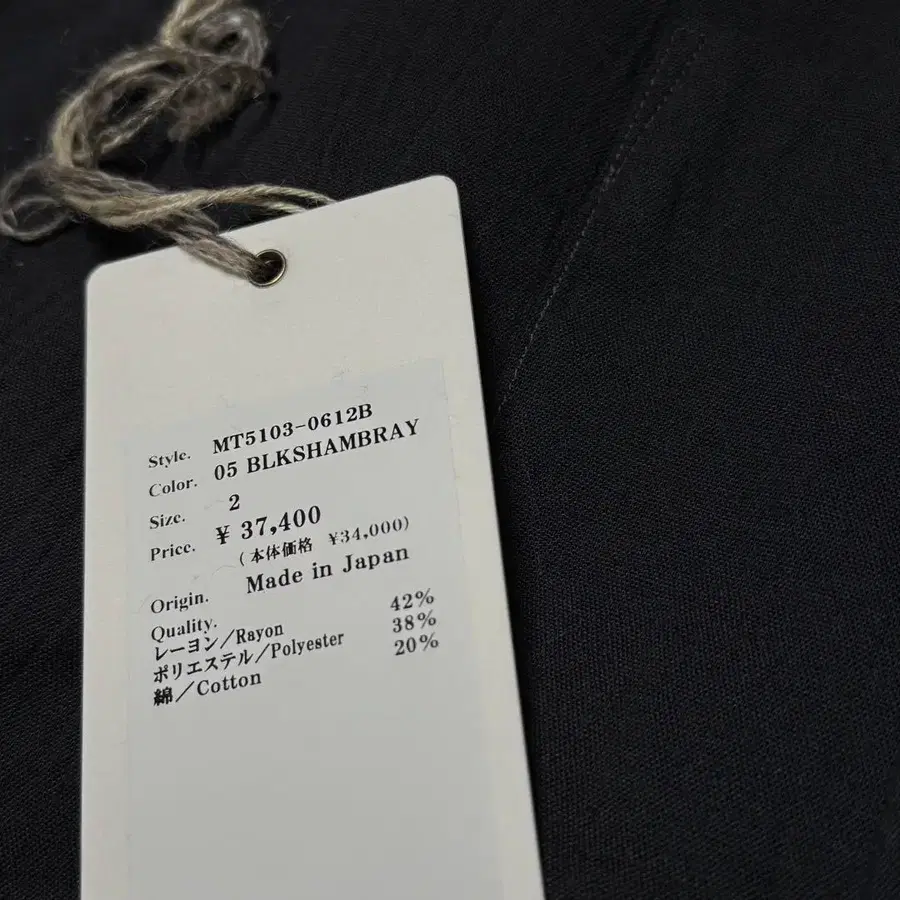 Style. MT5103-0612B
Color. 05 BLKSHAMBRAY
Size. 2
Price. ¥ 37,400
(本体価格 ¥34,000)
Origin. Made in Japan
Quality.
レーヨン/Rayon 42%
ポリエステル/Polyester 38%
綿/Cotton 20%